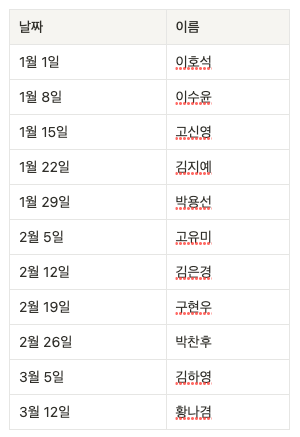 날짜 이름
1월 1일 이호석
1월 8일 이수윤
1월 15일 고신영
1월 22일 김지예
1월 29일 박용선
2월 5일 고유미
2월 12일 김은경
2월 19일 구현우
2월 26일 박찬후
3월 5일 김하영
3월 12일 황나겸